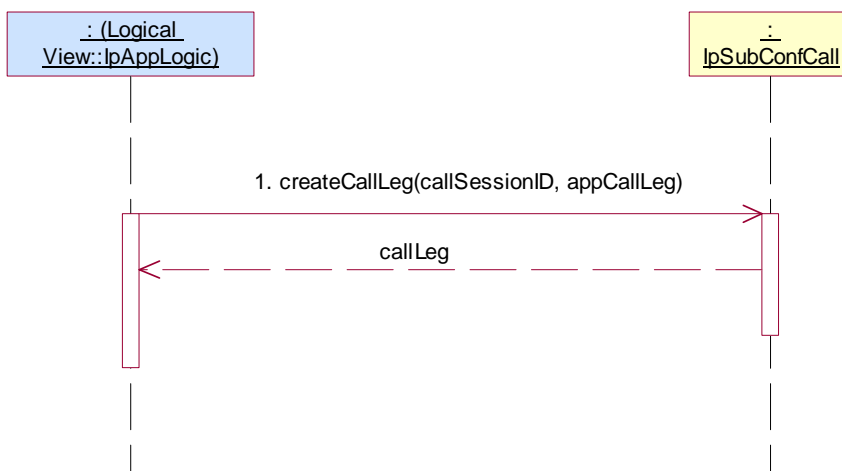 : (Logical
View::IpAppLogic)
:
IpSubConfCall
1. createCallLeg(callSessionID, appCallLeg)
callLeg